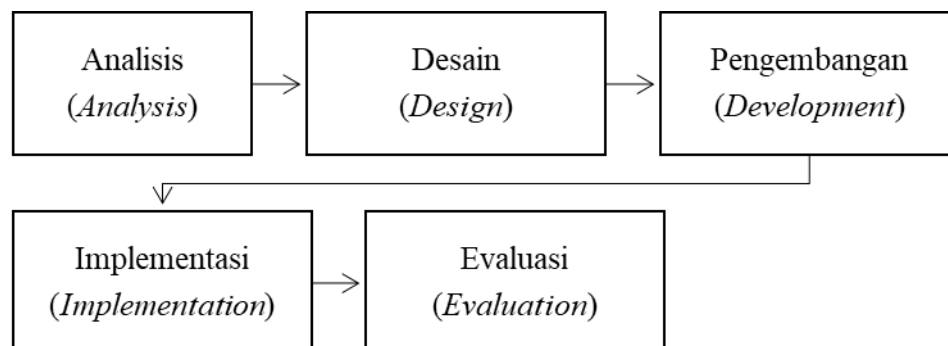 Analisis
(Analysis)
Desain
(Design)
Pengembangan
(Development)
Implementasi
(Implementation)
Evaluasi
(Evaluation)